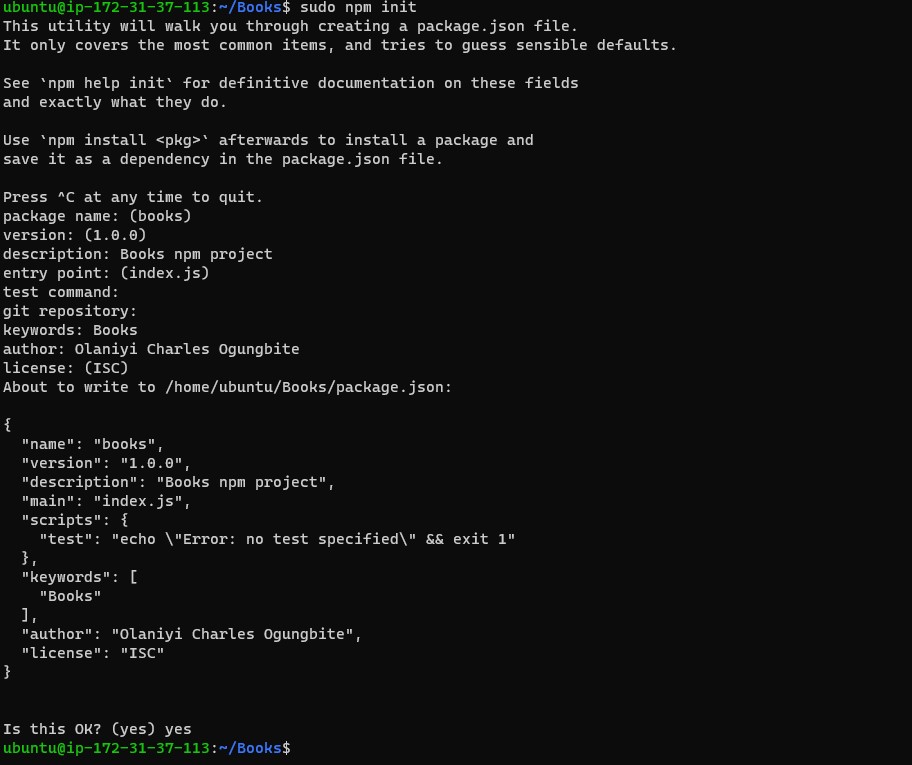 ubuntu@ip-172-31-37-113:~/Books$ sudo npm init
This utility will walk you through creating a package.json file.
It only covers the most common items, and tries to guess sensible defaults.

See `npm help init` for definitive documentation on these fields
and exactly what they do.

Use `npm install <pkg>` afterwards to install a package and
save it as a dependency in the package.json file.

Press ^C at any time to quit.
package name: (books)
version: (1.0.0)
description: Books npm project
entry point: (index.js)
test command:
git repository:
keywords: Books
author: Olaniyi Charles Ogungbite
license: (ISC)
About to write to /home/ubuntu/Books/package.json:

{
  "name": "books",
  "version": "1.0.0",
  "description": "Books npm project",
  "main": "index.js",
  "scripts": {
    "test": "echo \"Error: no test specified\" && exit 1"
  },
  "keywords": [
    "Books"
  ],
  "author": "Olaniyi Charles Ogungbite",
  "license": "ISC"
}

Is this OK? (yes) yes
ubuntu@ip-172-31-37-113:~/Books$